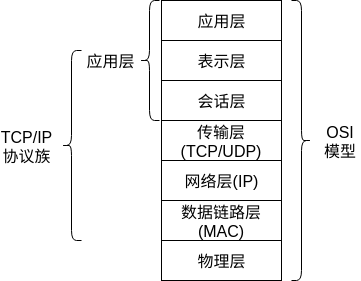 应用层
表示层
会话层
传输层
(TCP/UDP)
网络层(IP)
数据链路层
(MAC)
物理层
应用层
TCP/IP
协议族
OSI
模型